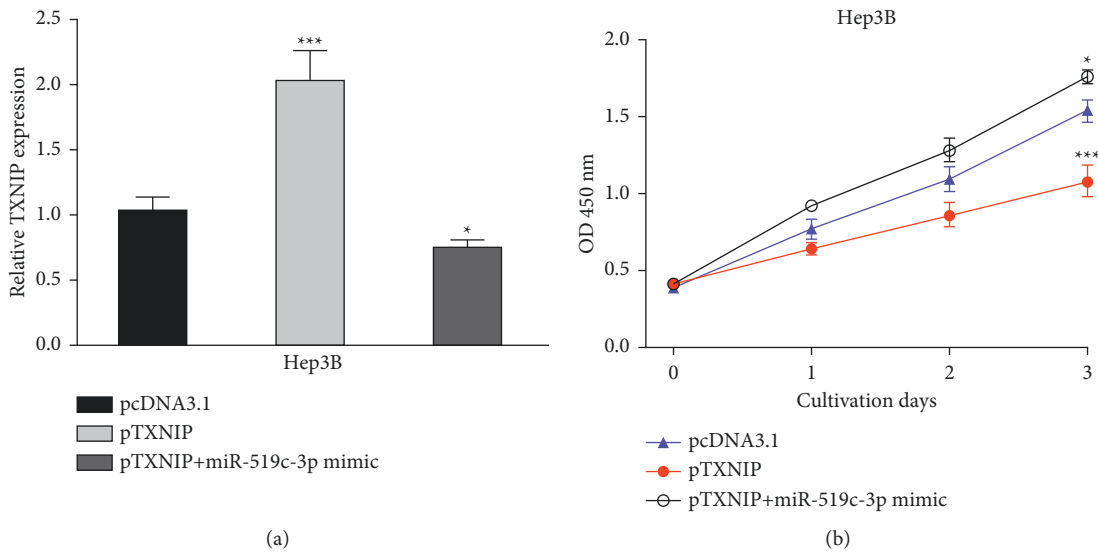 2.5
2.0
1.5
1.0
0.5
0.0
Relative TXNIP expression
***
*
Hep3B
pcDNA3.1
pTXNIP
pTXNIP+miR-519c-3p mimic
(a)
Hep3B
2.0
1.5
1.0
0.5
0.0
OD 450 nm
*
***
0 1 2 3
Cultivation days
pcDNA3.1
pTXNIP
pTXNIP+miR-519c-3p mimic
(b)